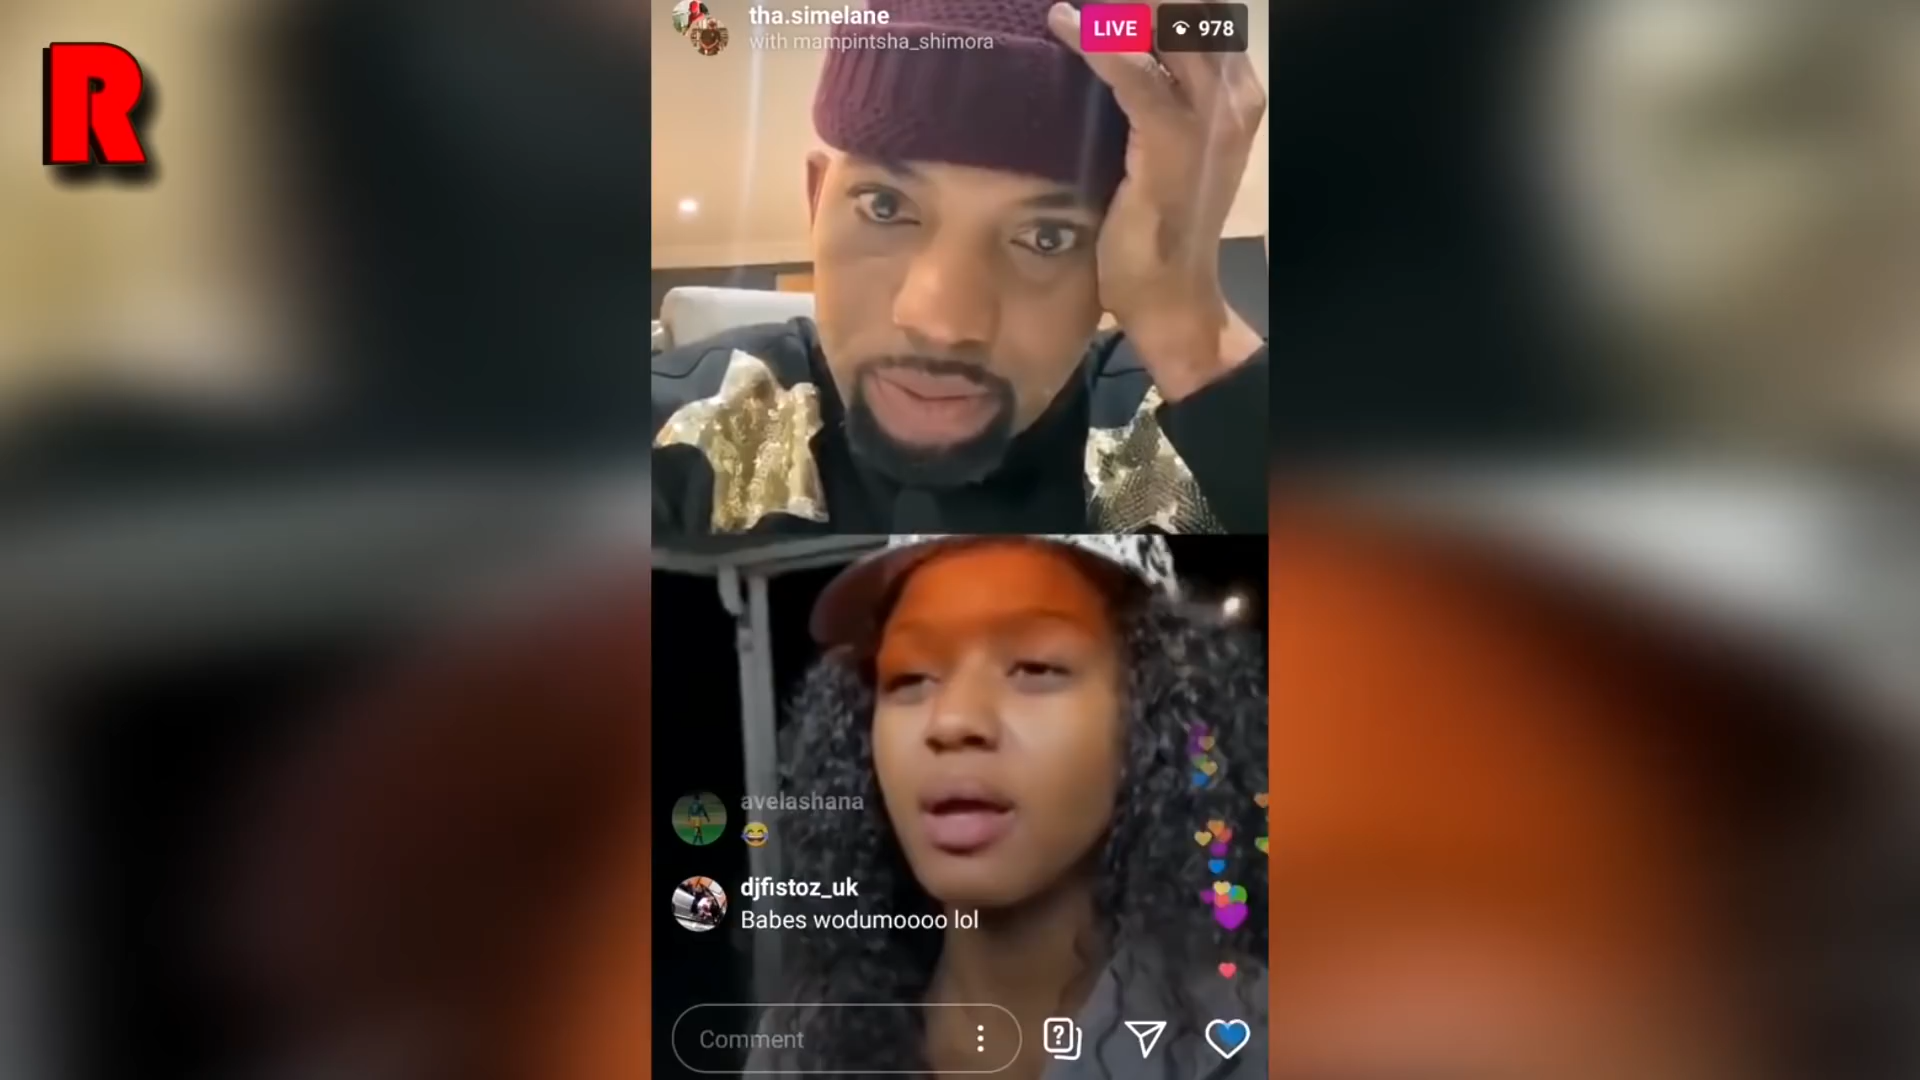 R
tha.simelane
with mampintsha_shimora
LIVE
978
avelashana
😂
djfistoz_uk
Babes wodumoooo lol
Comment